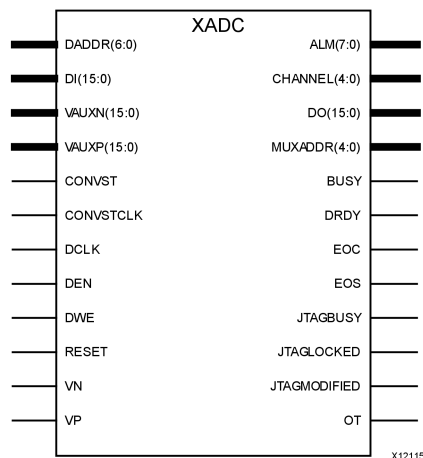 XADC
DADDR(6:0) ALM(7:0)
DI(15:0) CHANNEL(4:0)
VAUXN(15:0) DO(15:0)
VAUXP(15:0) MUXADDR(4:0)
CONVST BUSY
CONVSTCLK DRDY
DCLK EOC
DEN EOS
DWE JTAGBUSY
RESET JTAGLOCKED
VN JTAGMODIFIED
VP OT
X12115